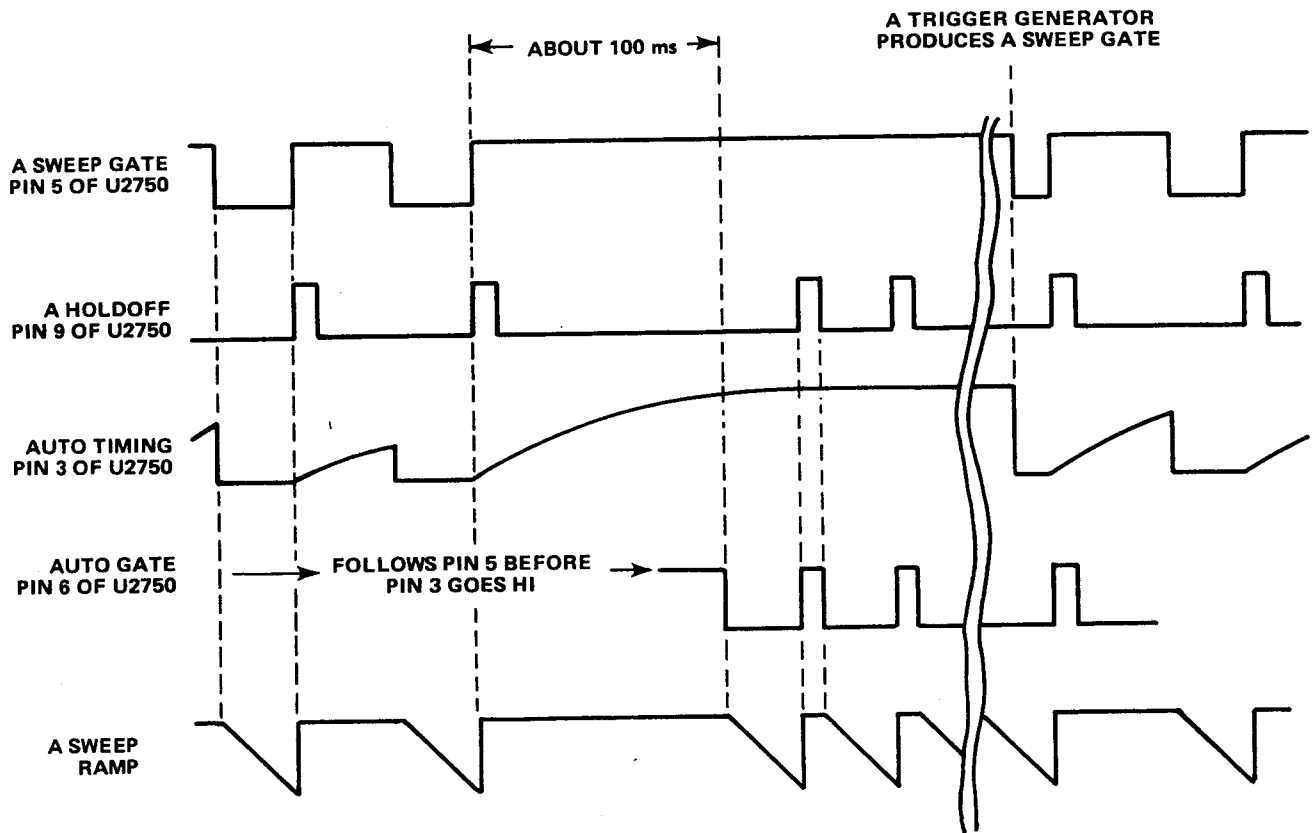 A TRIGGER GENERATOR
PRODUCES A SWEEP GATE
ABOUT 100 ms
A SWEEP GATE
PIN 5 OF U2750
A HOLDOFF
PIN 9 OF U2750
AUTO TIMING
PIN 3 OF U2750
AUTO GATE
PIN 6 OF U2750
FOLLOWS PIN 5 BEFORE
PIN 3 GOES HI
A SWEEP
RAMP